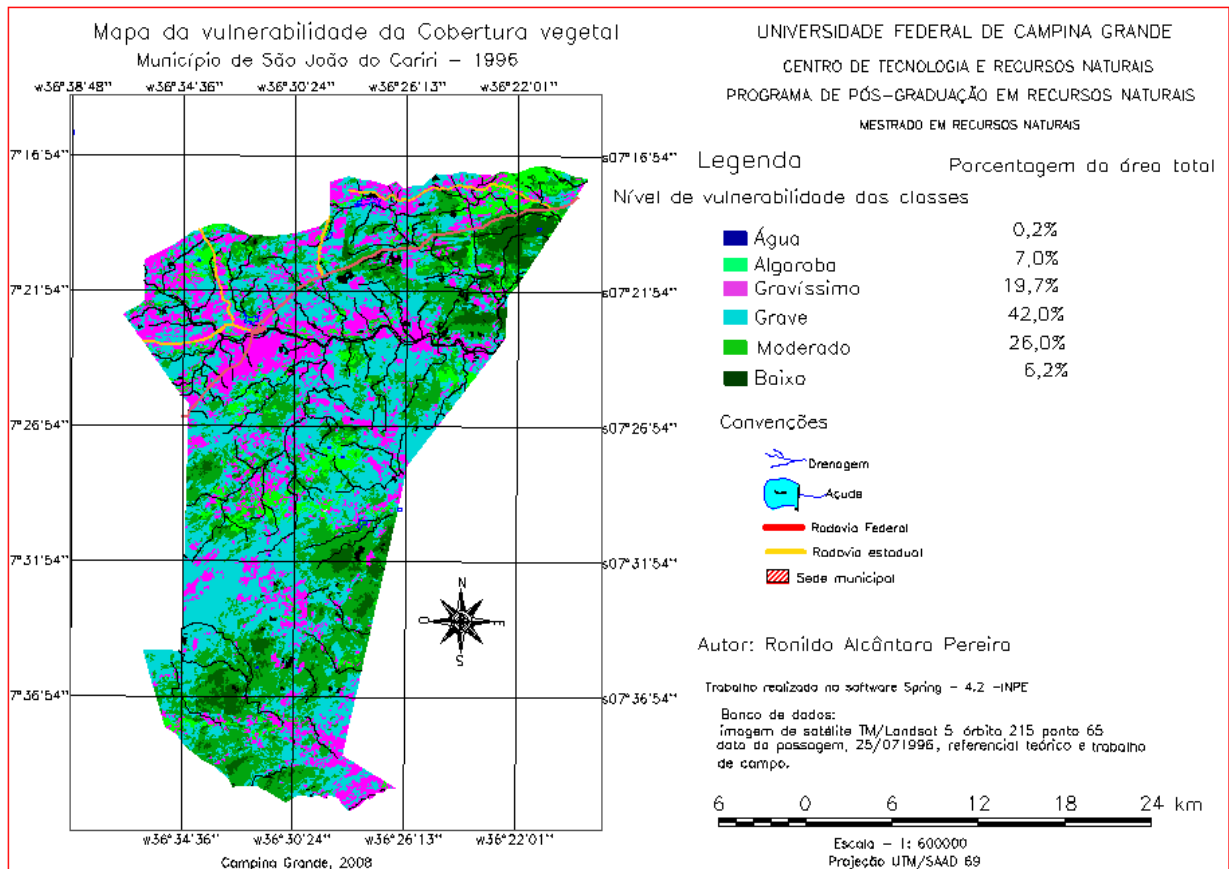 Mapa da vulnerabilidade da Cobertura vegetal
Município de São João do Cariri - 1996
w36°38'48'' w36°34'36'' w36°30'24'' w36°26'13'' w36°22'01''
7°16'54'' s07°16'54''
7°21'54'' s07°21'54''
7°26'54'' s07°26'54''
7°31'54'' s07°31'54''
7°36'54'' s07°36'54''
w36°34'36'' w36°30'24'' w36°26'13'' w36°22'01''
N
O E
S
Campina Grande, 2008
UNIVERSIDADE FEDERAL DE CAMPINA GRANDE
CENTRO DE TECNOLOGIA E RECURSOS NATURAIS
PROGRAMA DE PÓS-GRADUAÇÃO EM RECURSOS NATURAIS
MESTRADO EM RECURSOS NATURAIS
Legenda Porcentagem da área total
Nível de vulnerabilidade das classes
Água 0,2%
Algaroba 7,0%
Gravíssimo 19,7%
Grave 42,0%
Moderado 26,0%
Baixa 6,2%
Convenções
Drenagem
Açude
Rodovia Federal
Rodovia estadual
Sede municipal
Autor: Ronildo Alcântara Pereira
Trabalho realizado no software Spring - 4.2 -INPE
Banco de dados:
imagem de satélite TM/Landsat 5 órbita 215 ponto 65
data da passagem, 25/071996, referencial teórico e trabalho
de campo.
6 0 6 12 18 24 km
Escala - 1: 600000
Projeção UTM/SAAD 69